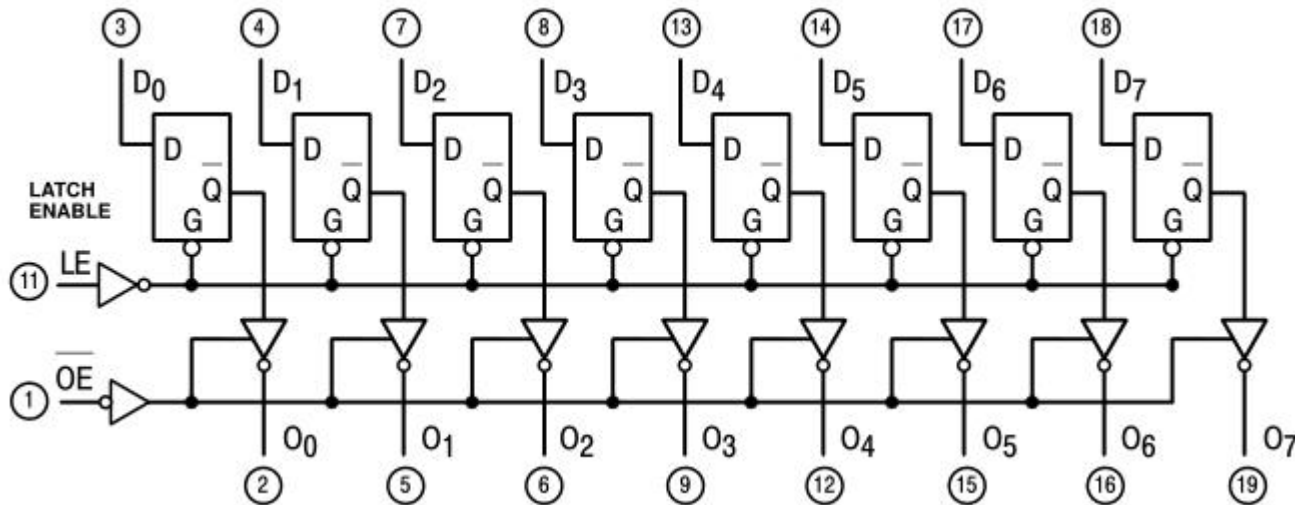 3 4 7 8 13 14 17 18
D0 D1 D2 D3 D4 D5 D6 D7
D D D D D D D D
Q̅ Q̅ Q̅ Q̅ Q̅ Q̅ Q̅ Q̅
LATCH
ENABLE
G G G G G G G G
11 LE
1 O̅E̅
O0 O1 O2 O3 O4 O5 O6 O7
2 5 6 9 12 15 16 19